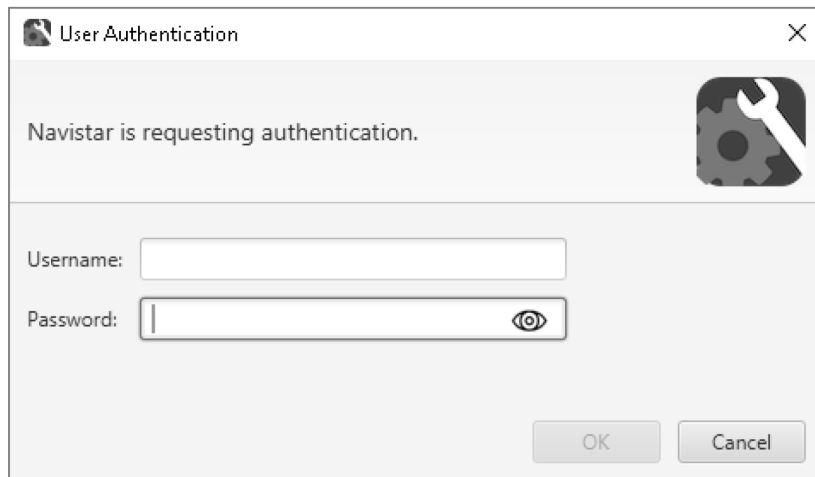 User Authentication
Navistar is requesting authentication.
Username:
Password:
OK Cancel